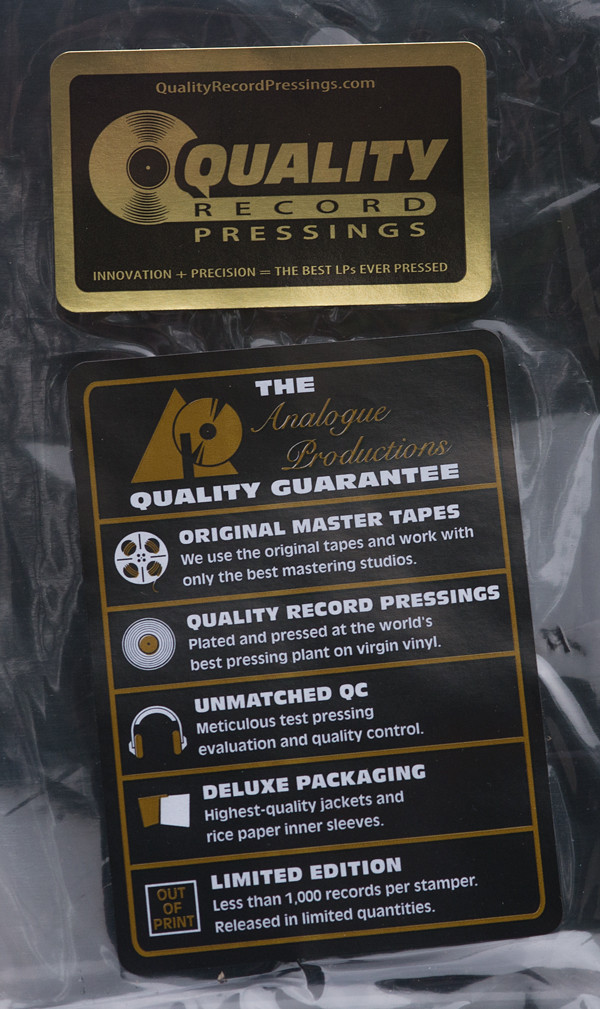 QualityRecordPressings.com
QUALITY
RECORD
PRESSINGS
INNOVATION + PRECISION = THE BEST LPs EVER PRESSED
THE
Analogue
Productions
QUALITY GUARANTEE
ORIGINAL MASTER TAPES
We use the original tapes and work with
only the best mastering studios.
QUALITY RECORD PRESSINGS
Plated and pressed at the world's
best pressing plant on virgin vinyl.
UNMATCHED QC
Meticulous test pressing
evaluation and quality control.
DELUXE PACKAGING
Highest-quality jackets and
rice paper inner sleeves.
OUT
OF
PRINT
LIMITED EDITION
Less than 1,000 records per stamper.
Released in limited quantities.